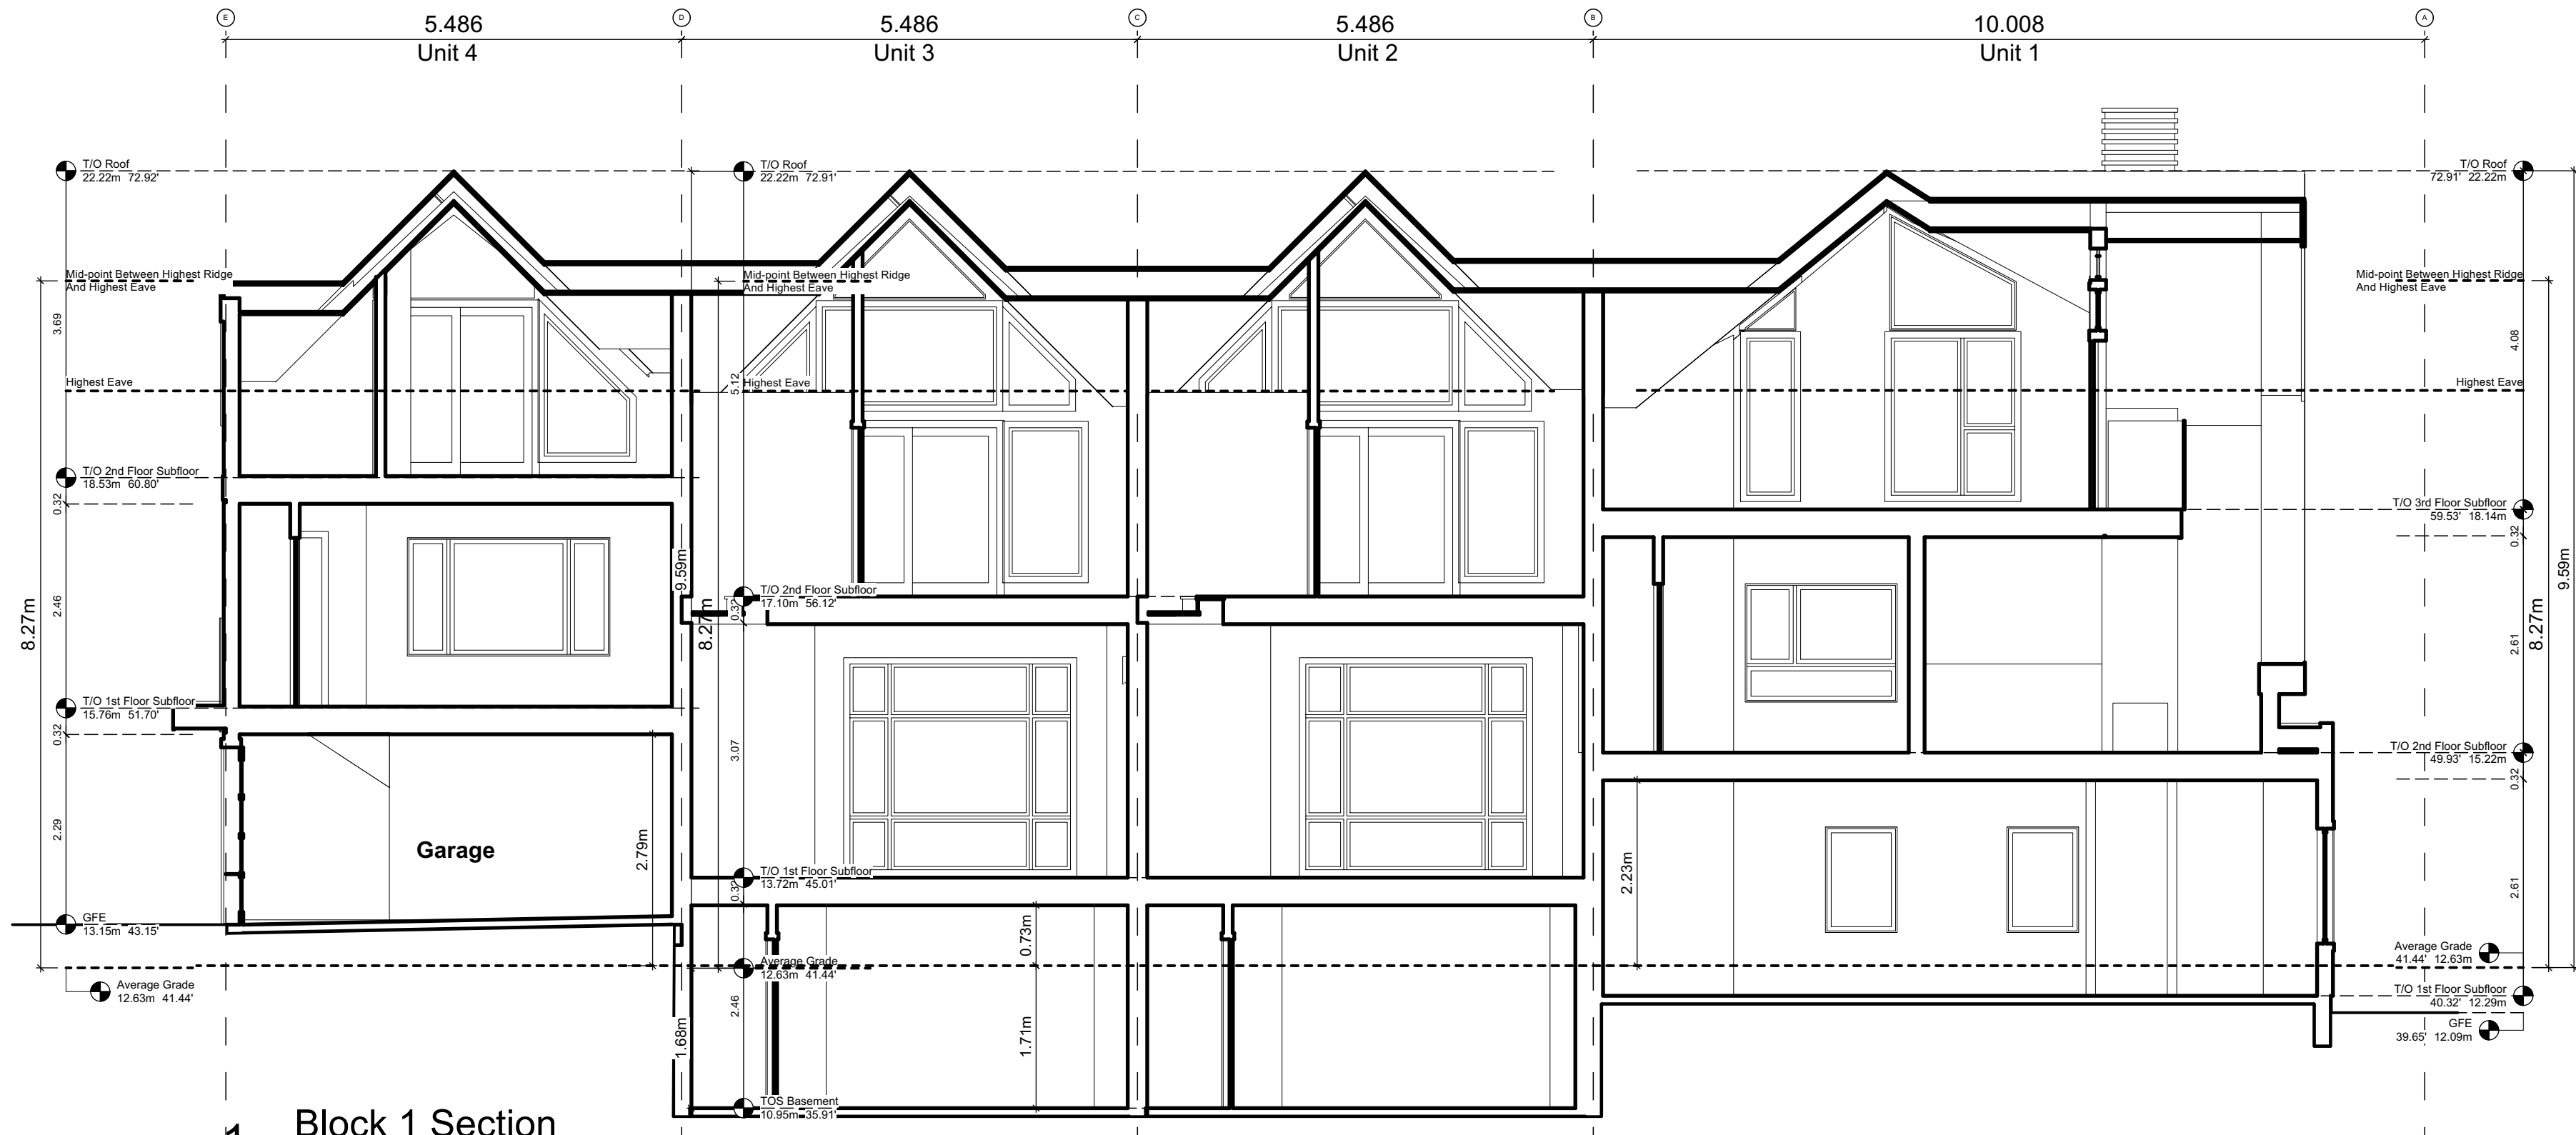 E
D
C
B
A
5.486
5.486
5.486
10.008
Unit 4
Unit 3
Unit 2
Unit 1
T/O Roof
22.22m 72.92'
T/O Roof
22.22m 72.91'
T/O Roof
72.91' 22.22m
Mid-point Between Highest Ridge
And Highest Eave
Mid-point Between Highest Ridge
And Highest Eave
Mid-point Between Highest Ridge
And Highest Eave
3.69
4.08
Highest Eave
5.12
Highest Eave
Highest Eave
T/O 2nd Floor Subfloor
18.53m 60.80'
0.32
T/O 3rd Floor Subfloor
59.53' 18.14m
0.32
9.59m
9.59m
T/O 2nd Floor Subfloor
17.10m 56.12'
0.32
2.46
8.27m
8.27m
2.61
8.27m
T/O 1st Floor Subfloor
15.76m 51.70'
0.32
3.07
T/O 2nd Floor Subfloor
49.93' 15.22m
0.32
2.29
Garage
2.79m
T/O 1st Floor Subfloor
13.72m 45.01'
0.32
2.23m
2.61
GFE
13.15m 43.15'
0.73m
Average Grade
12.63m 41.44'
Average Grade
41.44' 12.63m
Average Grade
12.63m 41.44'
2.46
T/O 1st Floor Subfloor
40.32' 12.29m
1.68m
1.71m
GFE
39.65' 12.09m
TOS Basement
10.95m 35.91'
1
Block 1 Section